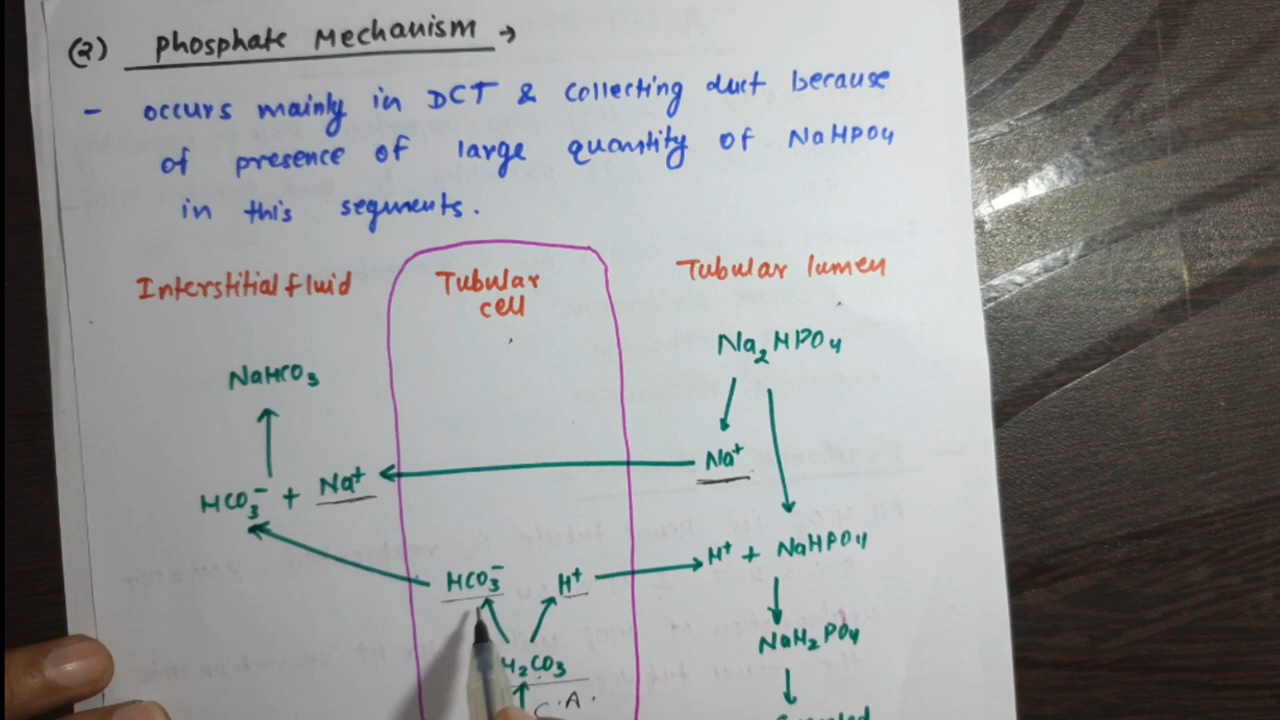 (2) Phosphate Mechanism →
- occurs mainly in DCT & collecting duct because
of presence of large quantity of NaHPO4
in this segments.
Interstitial fluid
Tubular
cell
Tubular lumen
Na2HPO4
NaHCO3
Na+
HCO3- + Na+
H+ + NaHPO4
HCO3- H+
NaH2PO4
H2CO3
C.A.